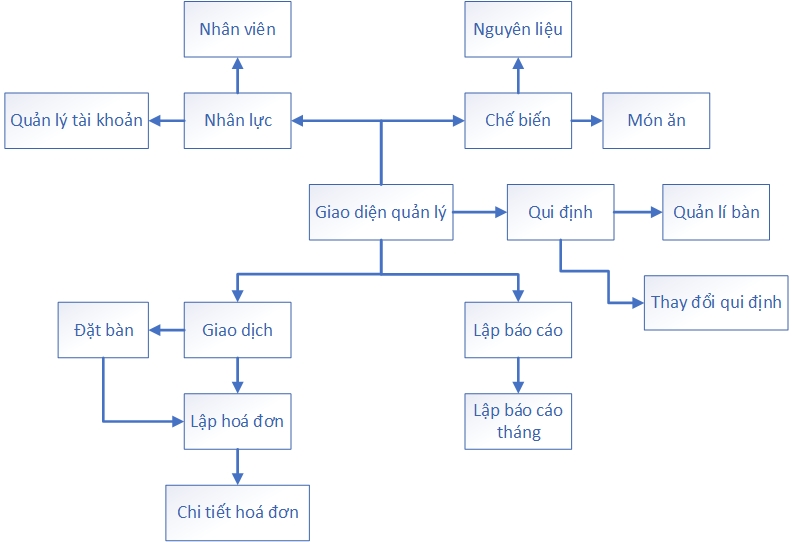 Nhân viên
Nguyên liệu
Quản lý tài khoản
Nhân lực
Chế biến
Món ăn
Giao diện quản lý
Qui định
Quản lí bàn
Thay đổi qui định
Đặt bàn
Giao dịch
Lập báo cáo
Lập hoá đơn
Lập báo cáo
tháng
Chi tiết hoá đơn